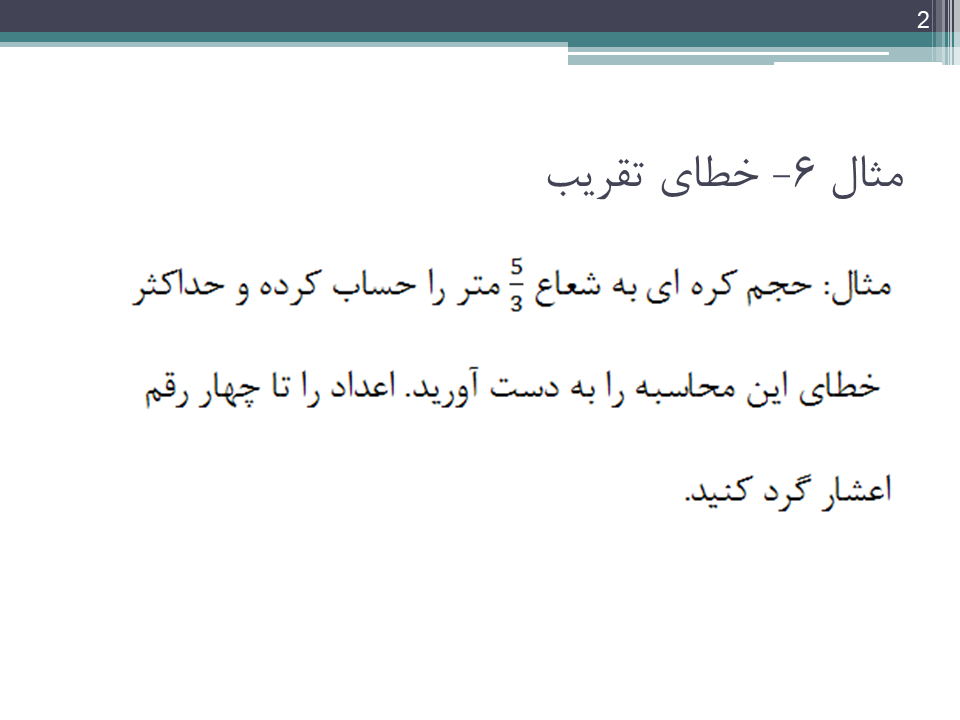 2
مثال ۶- خطای تقریب
مثال: حجم کره ای به شعاع 5/3 متر را حساب کرده و حداکثر
خطای این محاسبه را به دست آورید. اعداد را تا چهار رقم
اعشار گرد کنید.